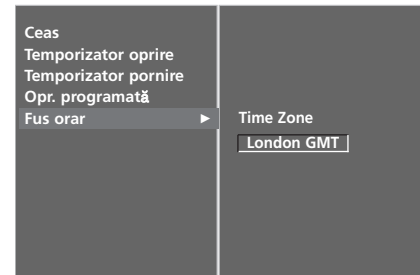 Ceas
Temporizator oprire
Temporizator pornire
Opr. programată
Fus orar ►
Time Zone
London GMT